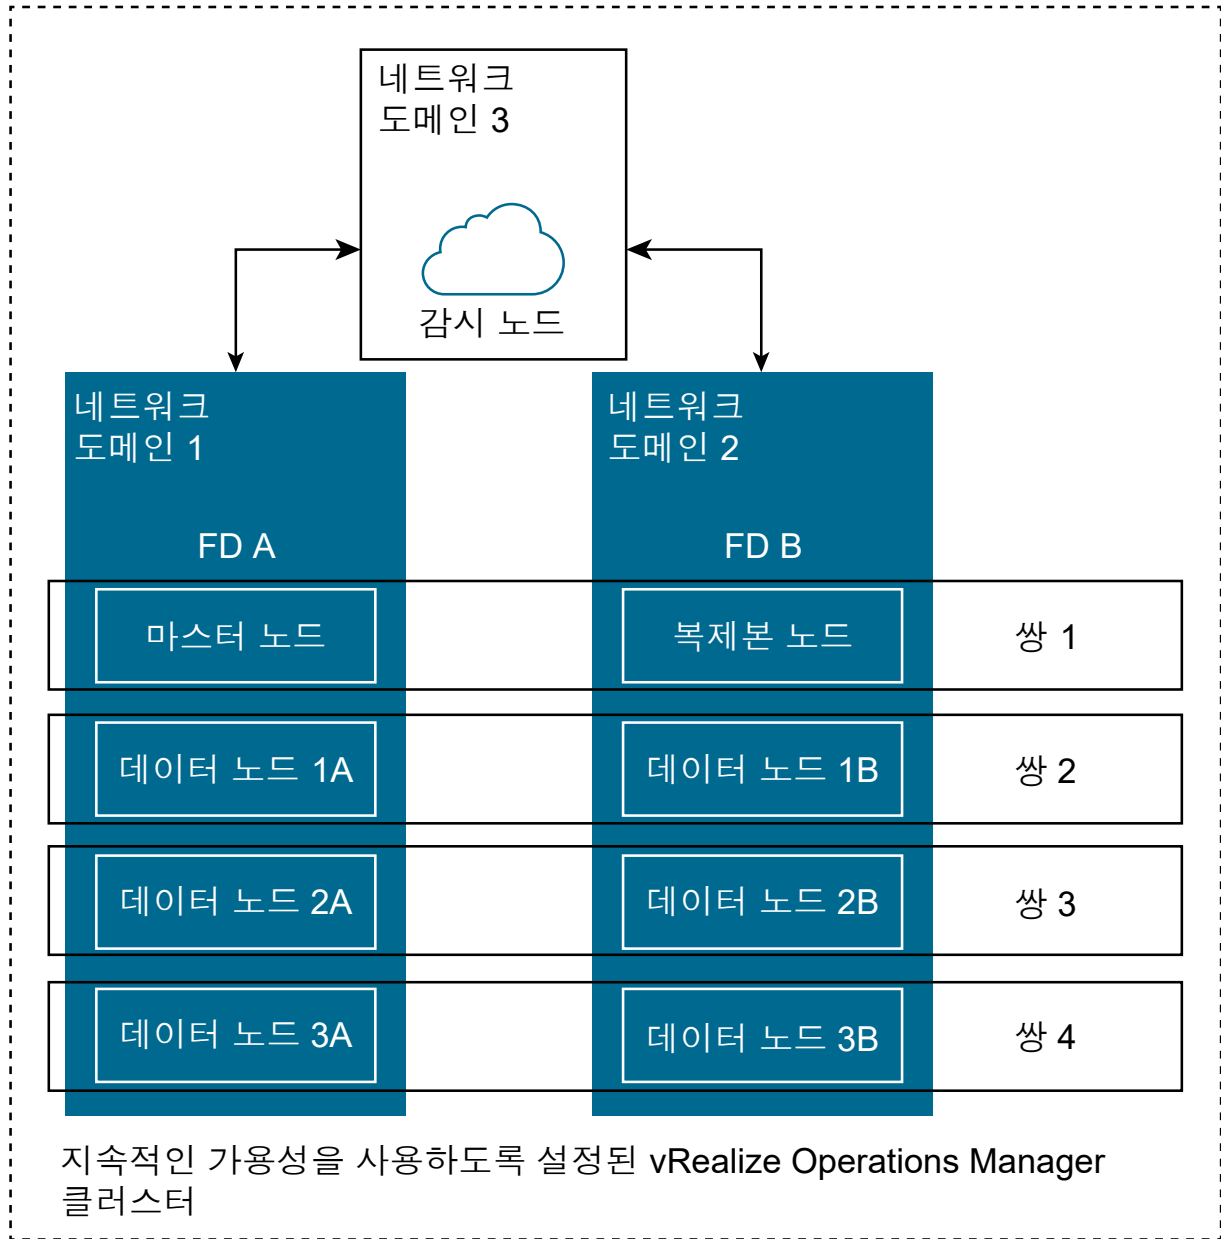 네트워크
도메인 3
감시 노드
네트워크
도메인 1
네트워크
도메인 2
FD A
FD B
마스터 노드
복제본 노드
쌍 1
데이터 노드 1A
데이터 노드 1B
쌍 2
데이터 노드 2A
데이터 노드 2B
쌍 3
데이터 노드 3A
데이터 노드 3B
쌍 4
지속적인 가용성을 사용하도록 설정된 vRealize Operations Manager
클러스터